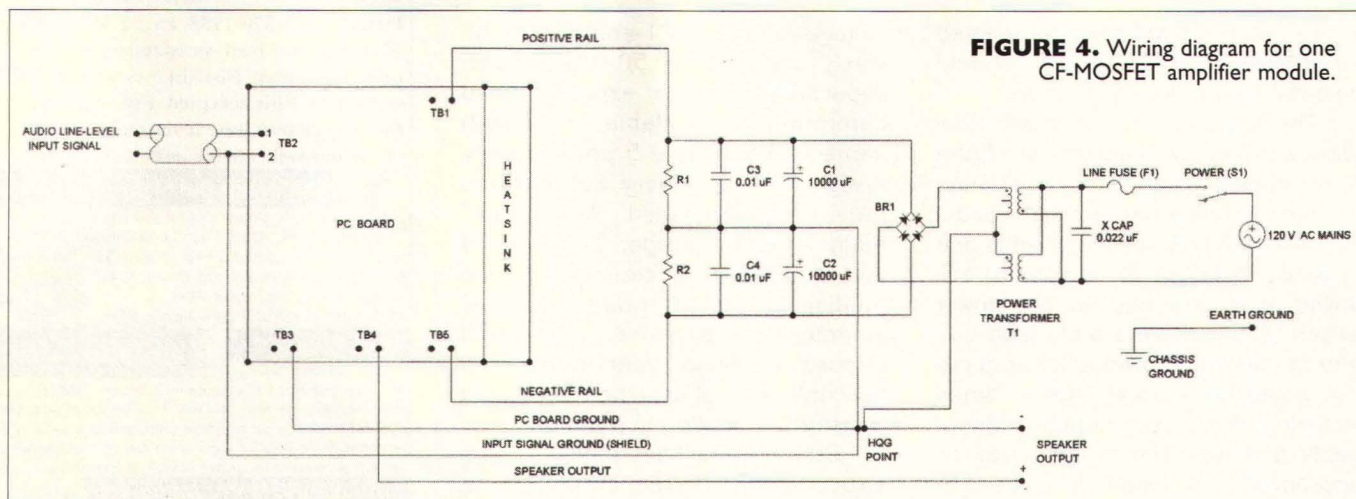 FIGURE 4. Wiring diagram for one
CF-MOSFET amplifier module.
POSITIVE RAIL
TB1
AUDIO LINE-LEVEL
INPUT SIGNAL
1
TB2
2
PC BOARD
HEATSINK
R1
C3
0.01 uF
+
C1
10000 uF
R2
C4
0.01 uF
+
C2
10000 uF
BR1
LINE FUSE (F1)
POWER (S1)
X CAP
0.022 uF
120 V AC MAINS
POWER
TRANSFORMER
T1
EARTH GROUND
CHASSIS
GROUND
TB3
TB4
TB5
NEGATIVE RAIL
PC BOARD GROUND
INPUT SIGNAL GROUND (SHIELD)
SPEAKER OUTPUT
HQG
POINT
-
SPEAKER
OUTPUT
+